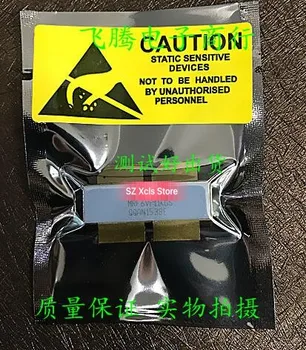 飞腾电子商行
CAUTION
STATIC SENSITIVE
DEVICES
NOT TO BE HANDLED
BY UNAUTHORISED
PERSONNEL
测试好出货
SZ Xcls Store
质量保证 实物拍摄